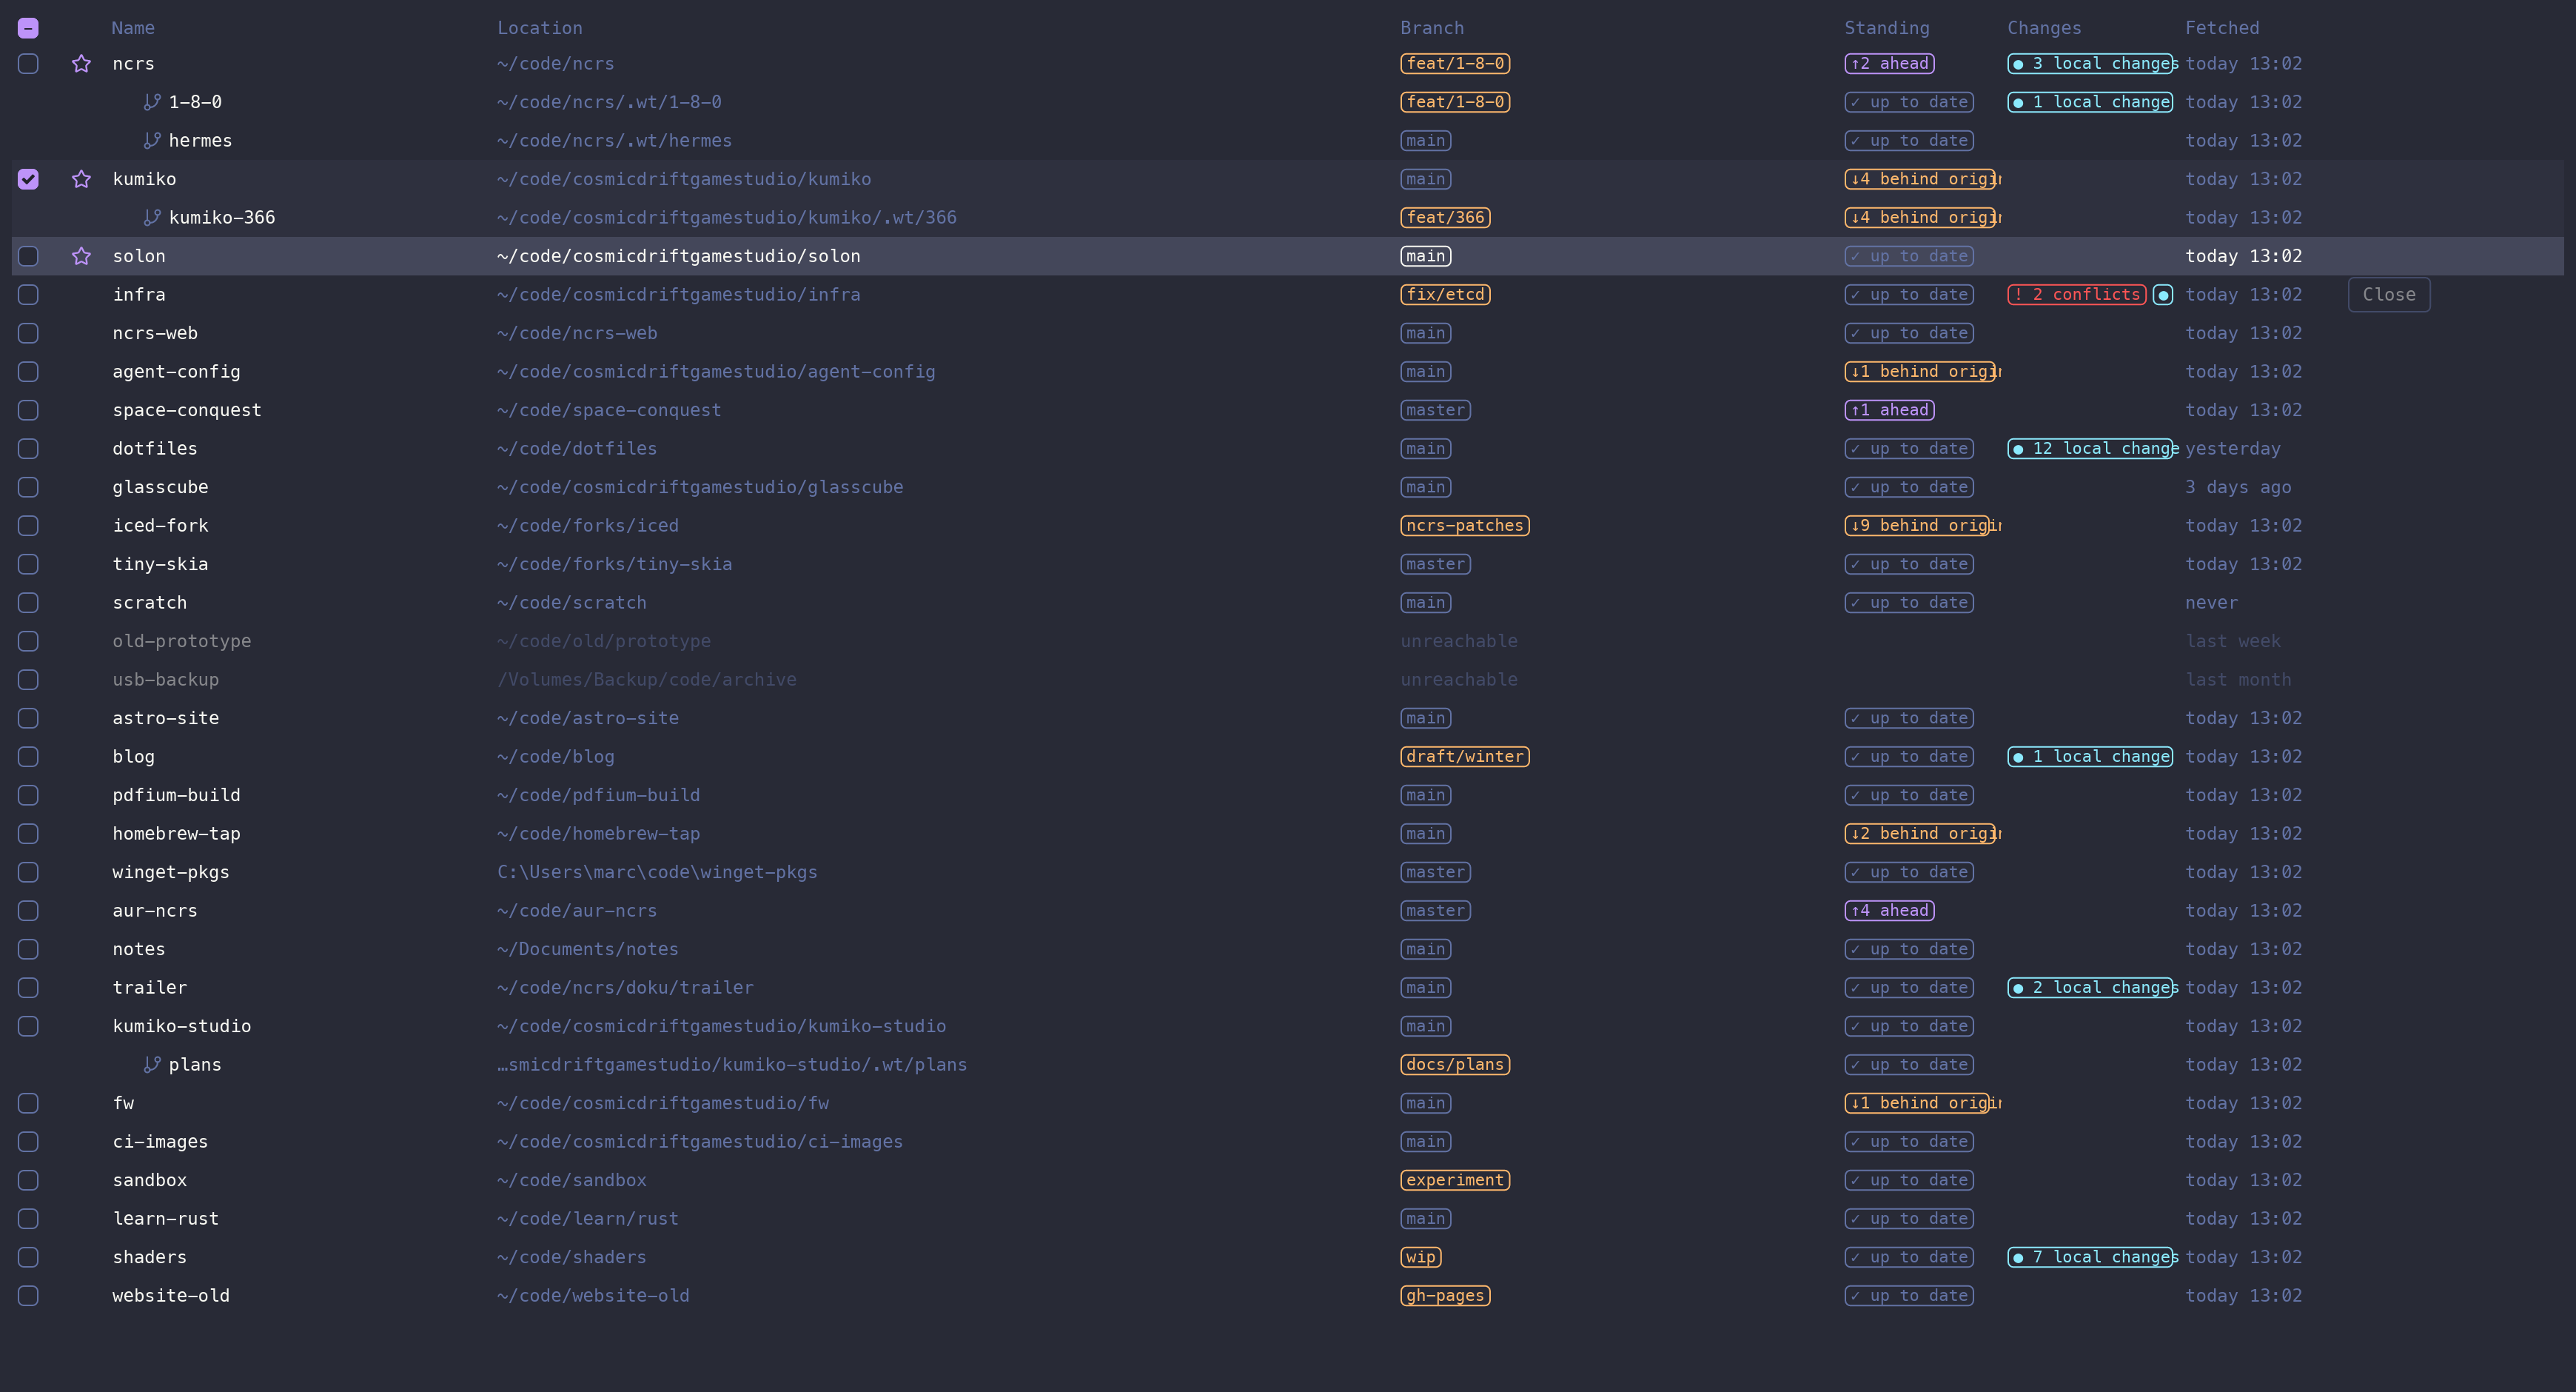 Name Location Branch Standing Changes Fetched
ncrs ~/code/ncrs feat/1-8-0 ↑2 ahead ● 3 local changes today 13:02
1-8-0 ~/code/ncrs/.wt/1-8-0 feat/1-8-0 ✓ up to date ● 1 local change today 13:02
hermes ~/code/ncrs/.wt/hermes main ✓ up to date today 13:02
kumiko ~/code/cosmicdriftgamestudio/kumiko main ↓4 behind origin today 13:02
kumiko-366 ~/code/cosmicdriftgamestudio/kumiko/.wt/366 feat/366 ↓4 behind origin today 13:02
solon ~/code/cosmicdriftgamestudio/solon main ✓ up to date today 13:02
infra ~/code/cosmicdriftgamestudio/infra fix/etcd ✓ up to date ! 2 conflicts ● today 13:02 Close
ncrs-web ~/code/ncrs-web main ✓ up to date today 13:02
agent-config ~/code/cosmicdriftgamestudio/agent-config main ↓1 behind origin today 13:02
space-conquest ~/code/space-conquest master ↑1 ahead today 13:02
dotfiles ~/code/dotfiles main ✓ up to date ● 12 local change yesterday
glasscube ~/code/cosmicdriftgamestudio/glasscube main ✓ up to date 3 days ago
iced-fork ~/code/forks/iced ncrs-patches ↓9 behind origin today 13:02
tiny-skia ~/code/forks/tiny-skia master ✓ up to date today 13:02
scratch ~/code/scratch main ✓ up to date never
old-prototype ~/code/old/prototype unreachable last week
usb-backup /Volumes/Backup/code/archive unreachable last month
astro-site ~/code/astro-site main ✓ up to date today 13:02
blog ~/code/blog draft/winter ✓ up to date ● 1 local change today 13:02
pdfium-build ~/code/pdfium-build main ✓ up to date today 13:02
homebrew-tap ~/code/homebrew-tap main ↓2 behind origin today 13:02
winget-pkgs C:\Users\marc\code\winget-pkgs master ✓ up to date today 13:02
aur-ncrs ~/code/aur-ncrs master ↑4 ahead today 13:02
notes ~/Documents/notes main ✓ up to date today 13:02
trailer ~/code/ncrs/doku/trailer main ✓ up to date ● 2 local changes today 13:02
kumiko-studio ~/code/cosmicdriftgamestudio/kumiko-studio main ✓ up to date today 13:02
plans …smicdriftgamestudio/kumiko-studio/.wt/plans docs/plans ✓ up to date today 13:02
fw ~/code/cosmicdriftgamestudio/fw main ↓1 behind origin today 13:02
ci-images ~/code/cosmicdriftgamestudio/ci-images main ✓ up to date today 13:02
sandbox ~/code/sandbox experiment ✓ up to date today 13:02
learn-rust ~/code/learn/rust main ✓ up to date today 13:02
shaders ~/code/shaders wip ✓ up to date ● 7 local changes today 13:02
website-old ~/code/website-old gh-pages ✓ up to date today 13:02